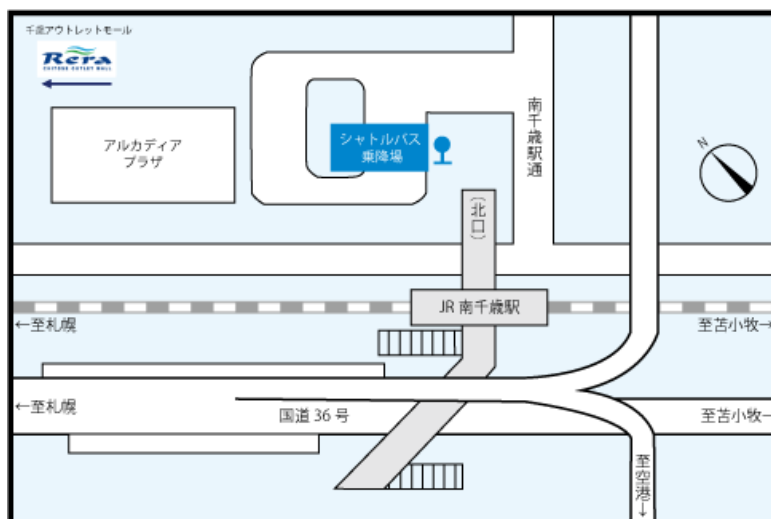 千歳アウトレットモール
Rera
CHITOSE OUTLET MALL
アルカディア
プラザ
シャトルバス
乗降場
南千歳駅通
N
（北口）
JR 南千歳駅
←至札幌
至苫小牧→
←至札幌
国道 36 号
至苫小牧→
至空港→